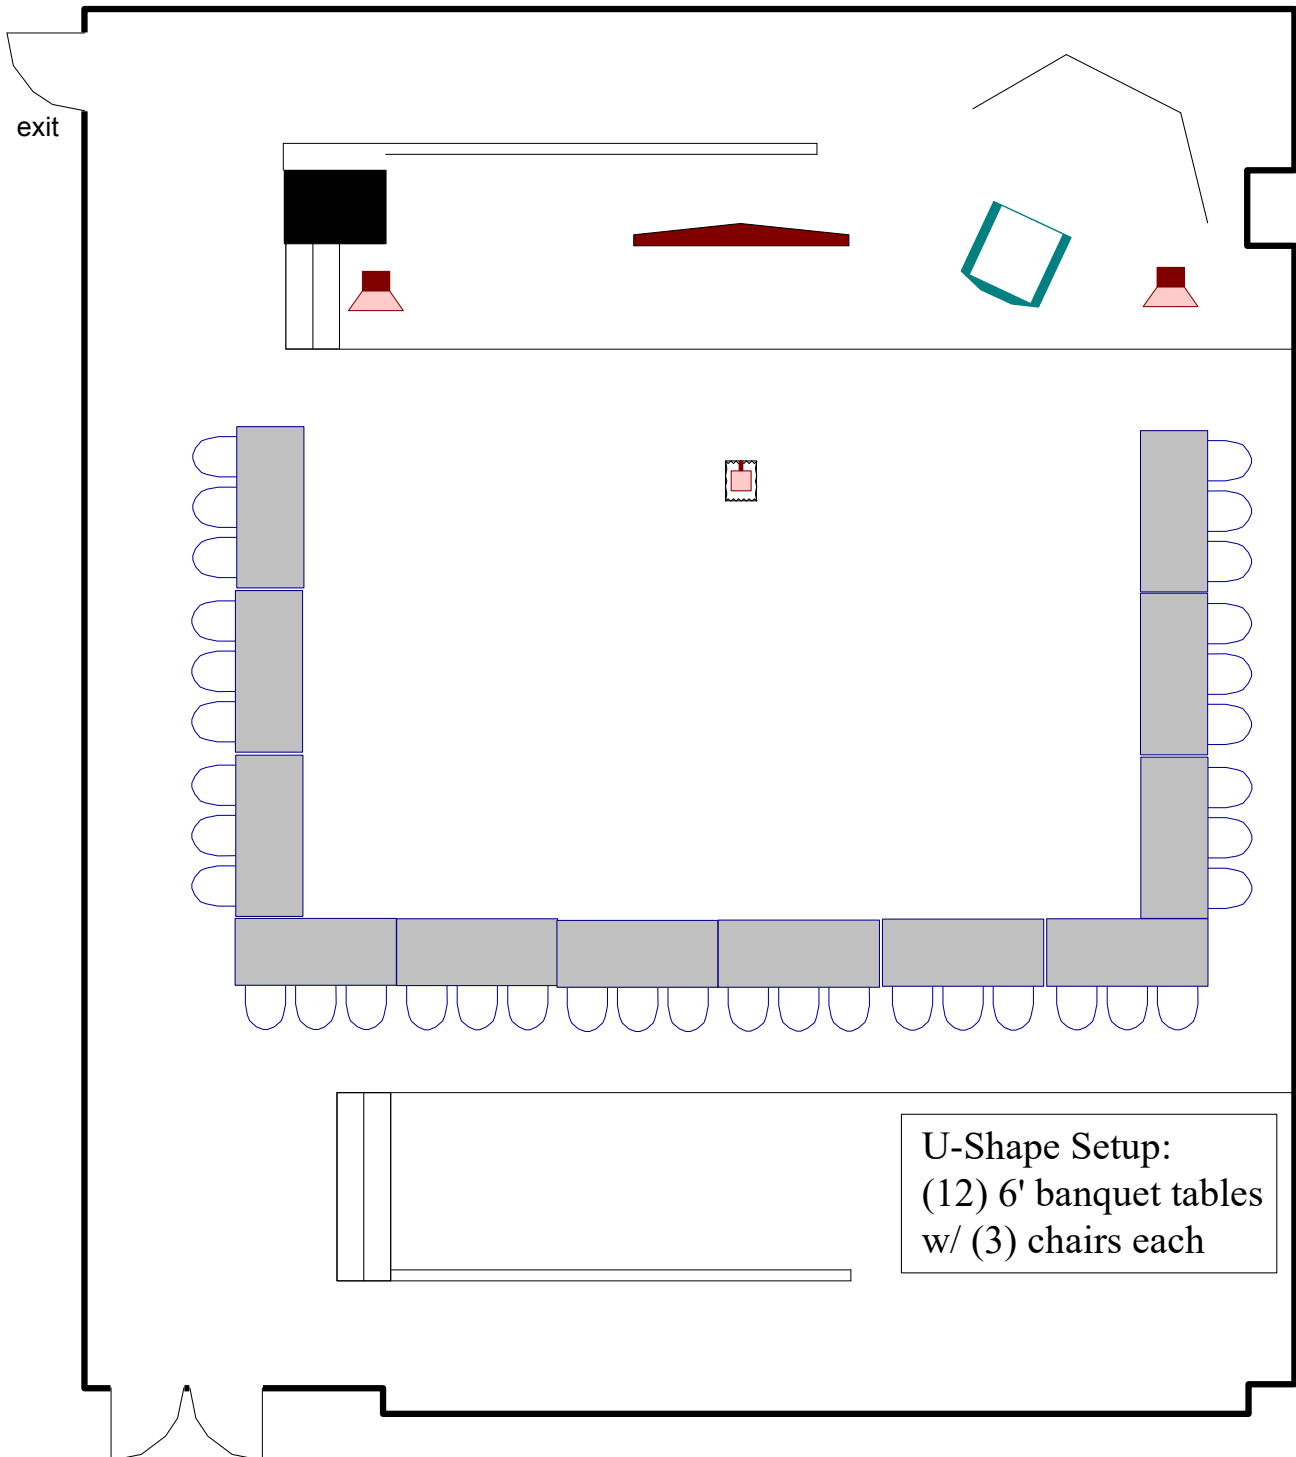 exit
U-Shape Setup:
(12) 6' banquet tables
w/ (3) chairs each